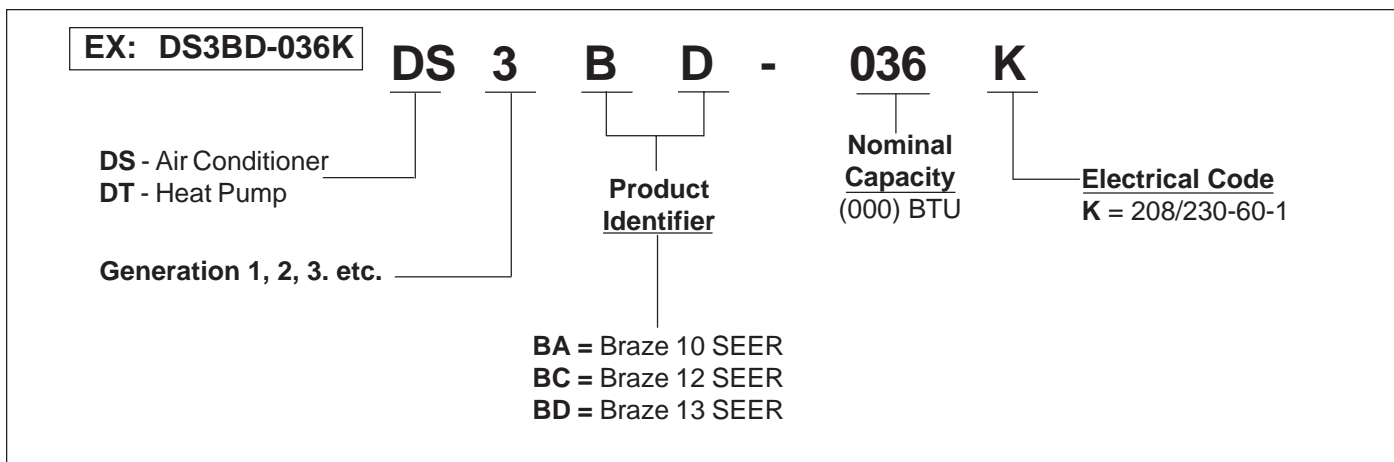 EX: DS3BD-036K
DS 3 B D - 036 K
DS - Air Conditioner
DT - Heat Pump
Generation 1, 2, 3. etc.
Product
Identifier
Nominal
Capacity
(000) BTU
Electrical Code
K = 208/230-60-1
BA = Braze 10 SEER
BC = Braze 12 SEER
BD = Braze 13 SEER